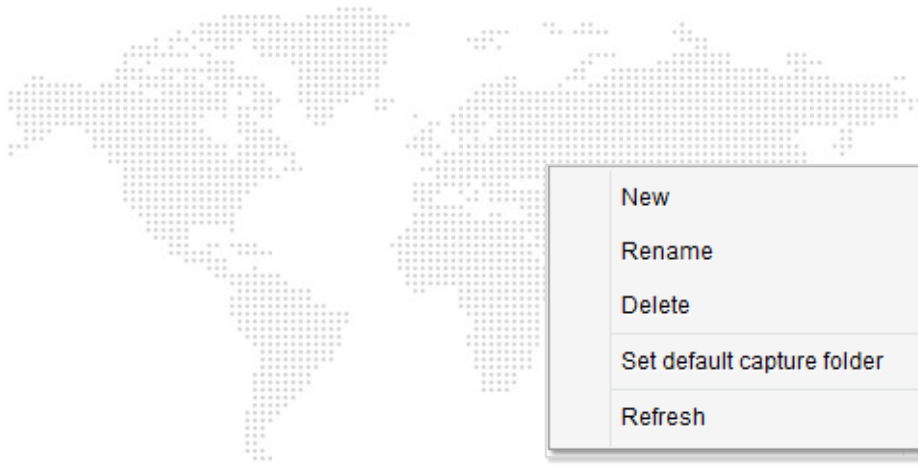 New
Rename
Delete
Set default capture folder
Refresh